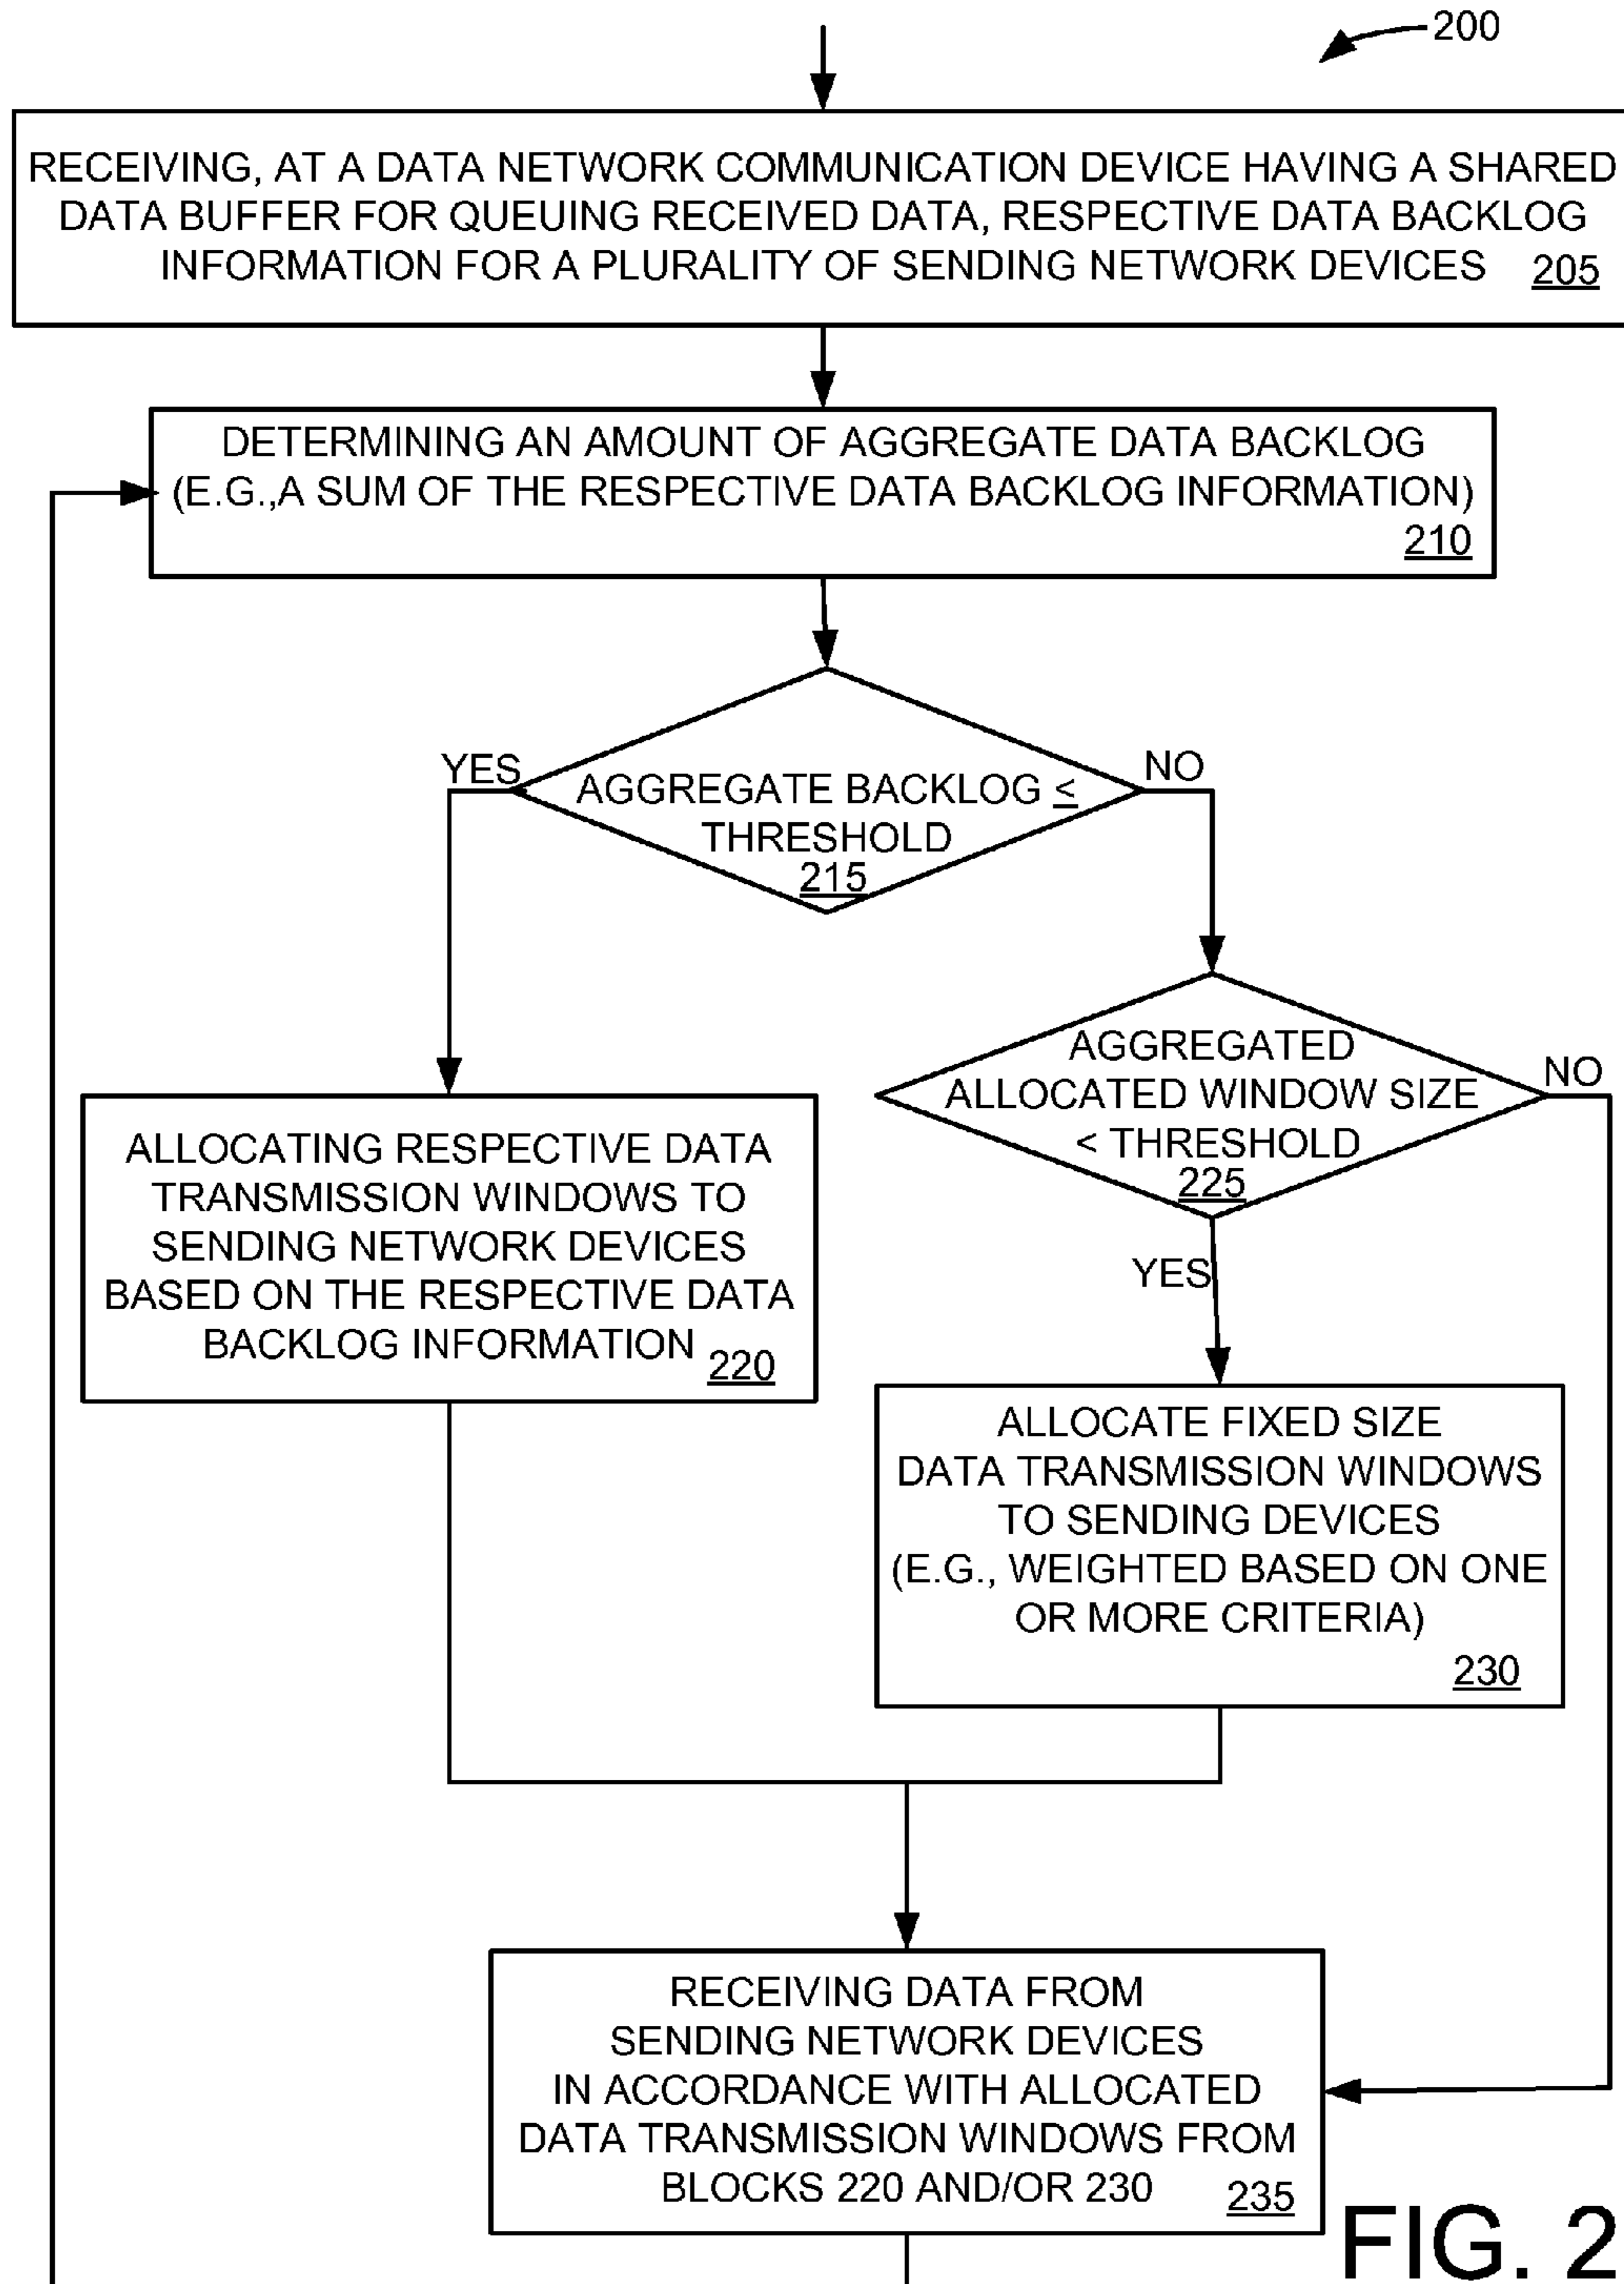 200
RECEIVING, AT A DATA NETWORK COMMUNICATION DEVICE HAVING A SHARED
DATA BUFFER FOR QUEUING RECEIVED DATA, RESPECTIVE DATA BACKLOG
INFORMATION FOR A PLURALITY OF SENDING NETWORK DEVICES 205
DETERMINING AN AMOUNT OF AGGREGATE DATA BACKLOG
(E.G.,A SUM OF THE RESPECTIVE DATA BACKLOG INFORMATION)
210
YES
NO
AGGREGATE BACKLOG ≤
THRESHOLD
215
AGGREGATED
ALLOCATED WINDOW SIZE
< THRESHOLD
225
NO
YES
ALLOCATING RESPECTIVE DATA
TRANSMISSION WINDOWS TO
SENDING NETWORK DEVICES
BASED ON THE RESPECTIVE DATA
BACKLOG INFORMATION 220
ALLOCATE FIXED SIZE
DATA TRANSMISSION WINDOWS
TO SENDING DEVICES
(E.G., WEIGHTED BASED ON ONE
OR MORE CRITERIA)
230
RECEIVING DATA FROM
SENDING NETWORK DEVICES
IN ACCORDANCE WITH ALLOCATED
DATA TRANSMISSION WINDOWS FROM
BLOCKS 220 AND/OR 230 235
FIG. 2